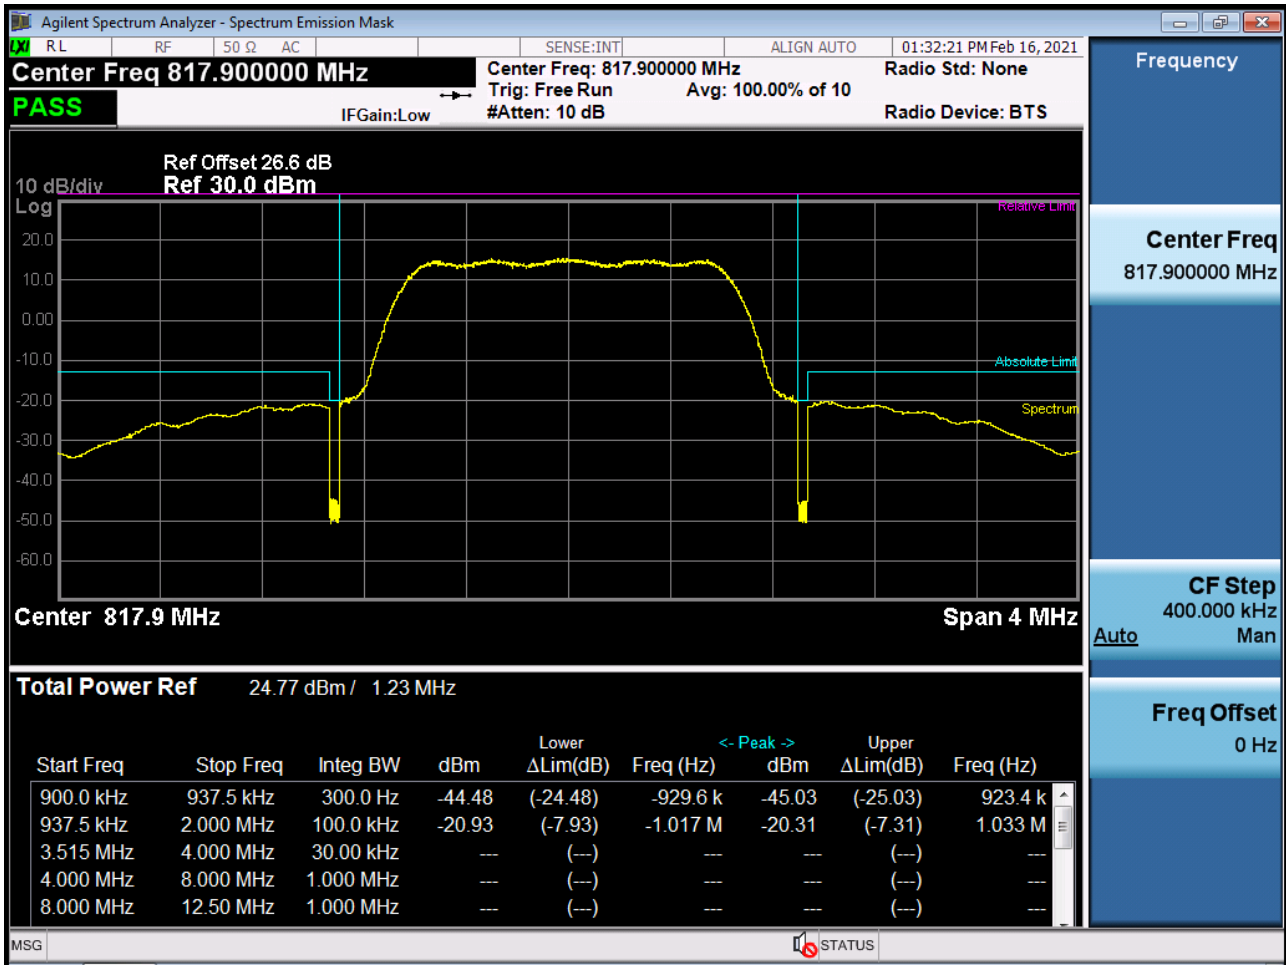 Agilent Spectrum Analyzer - Spectrum Emission Mask
LXI RL RF 50 Ω AC SENSE:INT ALIGN AUTO 01:32:21 PM Feb 16, 2021
Center Freq 817.900000 MHz
Center Freq: 817.900000 MHz Radio Std: None
Trig: Free Run Avg: 100.00% of 10
PASS IFGain:Low #Atten: 10 dB Radio Device: BTS
Ref Offset 26.6 dB
10 dB/div Ref 30.0 dBm
Log
Relative Limit
20.0
10.0
0.00
-10.0
Absolute Limit
-20.0
Spectrum
-30.0
-40.0
-50.0
-60.0
Center 817.9 MHz Span 4 MHz
Total Power Ref 24.77 dBm / 1.23 MHz
Lower <- Peak -> Upper
Start Freq Stop Freq Integ BW dBm ΔLim(dB) Freq (Hz) dBm ΔLim(dB) Freq (Hz)
900.0 kHz 937.5 kHz 300.0 Hz -44.48 (-24.48) -929.6 k -45.03 (-25.03) 923.4 k
937.5 kHz 2.000 MHz 100.0 kHz -20.93 (-7.93) -1.017 M -20.31 (-7.31) 1.033 M
3.515 MHz 4.000 MHz 30.00 kHz --- (---) --- --- (---) ---
4.000 MHz 8.000 MHz 1.000 MHz --- (---) --- --- (---) ---
8.000 MHz 12.50 MHz 1.000 MHz --- (---) --- --- (---) ---
MSG STATUS
Frequency
Center Freq
817.900000 MHz
CF Step
400.000 kHz
Auto Man
Freq Offset
0 Hz